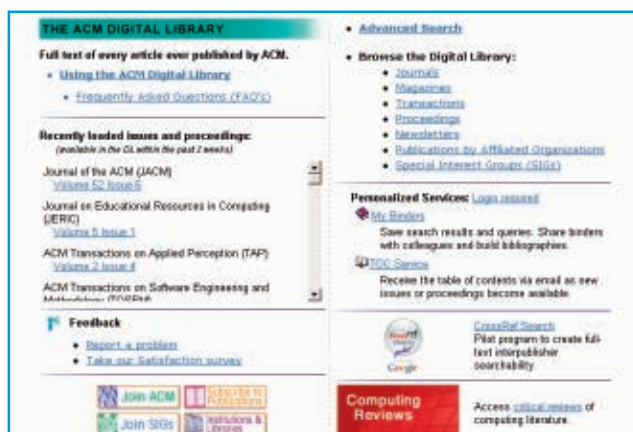 THE ACM DIGITAL LIBRARY
Full text of every article ever published by ACM.
Using the ACM Digital Library
Frequently Asked Questions (FAQ's)
Recently loaded issues and proceedings:
(available in the DL within the past 2 weeks)
Journal of the ACM (JACM)
Volume 52 Issue 6
Journal on Educational Resources in Computing
(JERIC)
Volume 5 Issue 1
ACM Transactions on Applied Perception (TAP)
Volume 2 Issue 4
ACM Transactions on Software Engineering and
Methodology (TOSEM)
Feedback
Report a problem
Take our Satisfaction survey
Join ACM
Subscribe to
Publications
Join SIGs
Institutions &
Libraries
Advanced Search
Browse the Digital Library:
Journals
Magazines
Transactions
Proceedings
Newsletters
Publications by Affiliated Organizations
Special Interest Groups (SIGs)
Personalized Services: Login required
My Binders
Save search results and queries. Share binders
with colleagues and build bibliographies.
TOC Service
Receive the table of contents via email as new
issues or proceedings become available.
Google
CrossRef Search
Pilot program to create full-
text interpublisher
searchability.
Computing
Reviews
Access critical reviews of
computing literature.